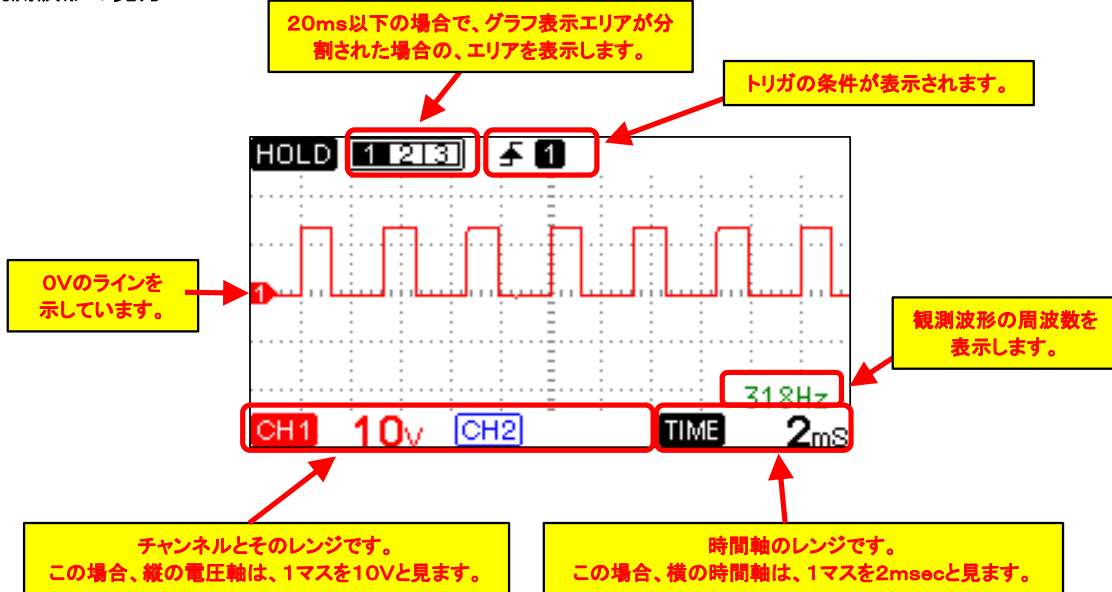 20ms以下の場合で、グラフ表示エリアが分
割された場合の、エリアを表示します。
トリガの条件が表示されます。
HOLD 1 2 3 1
0Vのラインを
示しています。
1
観測波形の周波数を
表示します。
318Hz
CH1 10v CH2 TIME 2mS
チャンネルとそのレンジです。
この場合、縦の電圧軸は、1マスを10Vと見ます。
時間軸のレンジです。
この場合、横の時間軸は、1マスを2msecと見ます。